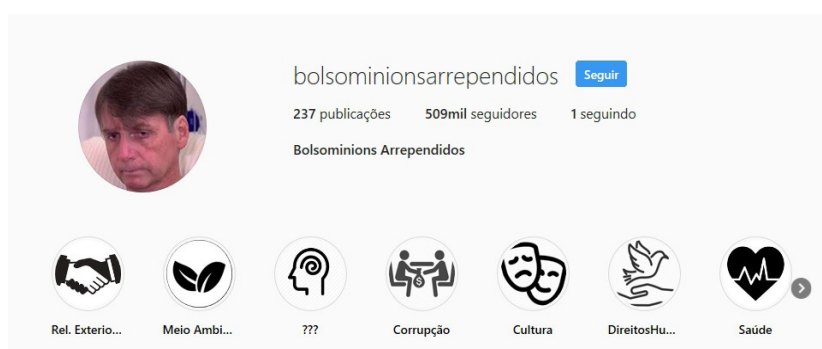 bolsominionsarrependidos Seguir
237 publicações 509mil seguidores 1 seguindo
Bolsominions Arrependidos
$
Rel. Exterio... Meio Ambi... ??? Corrupção Cultura DireitosHu... Saúde